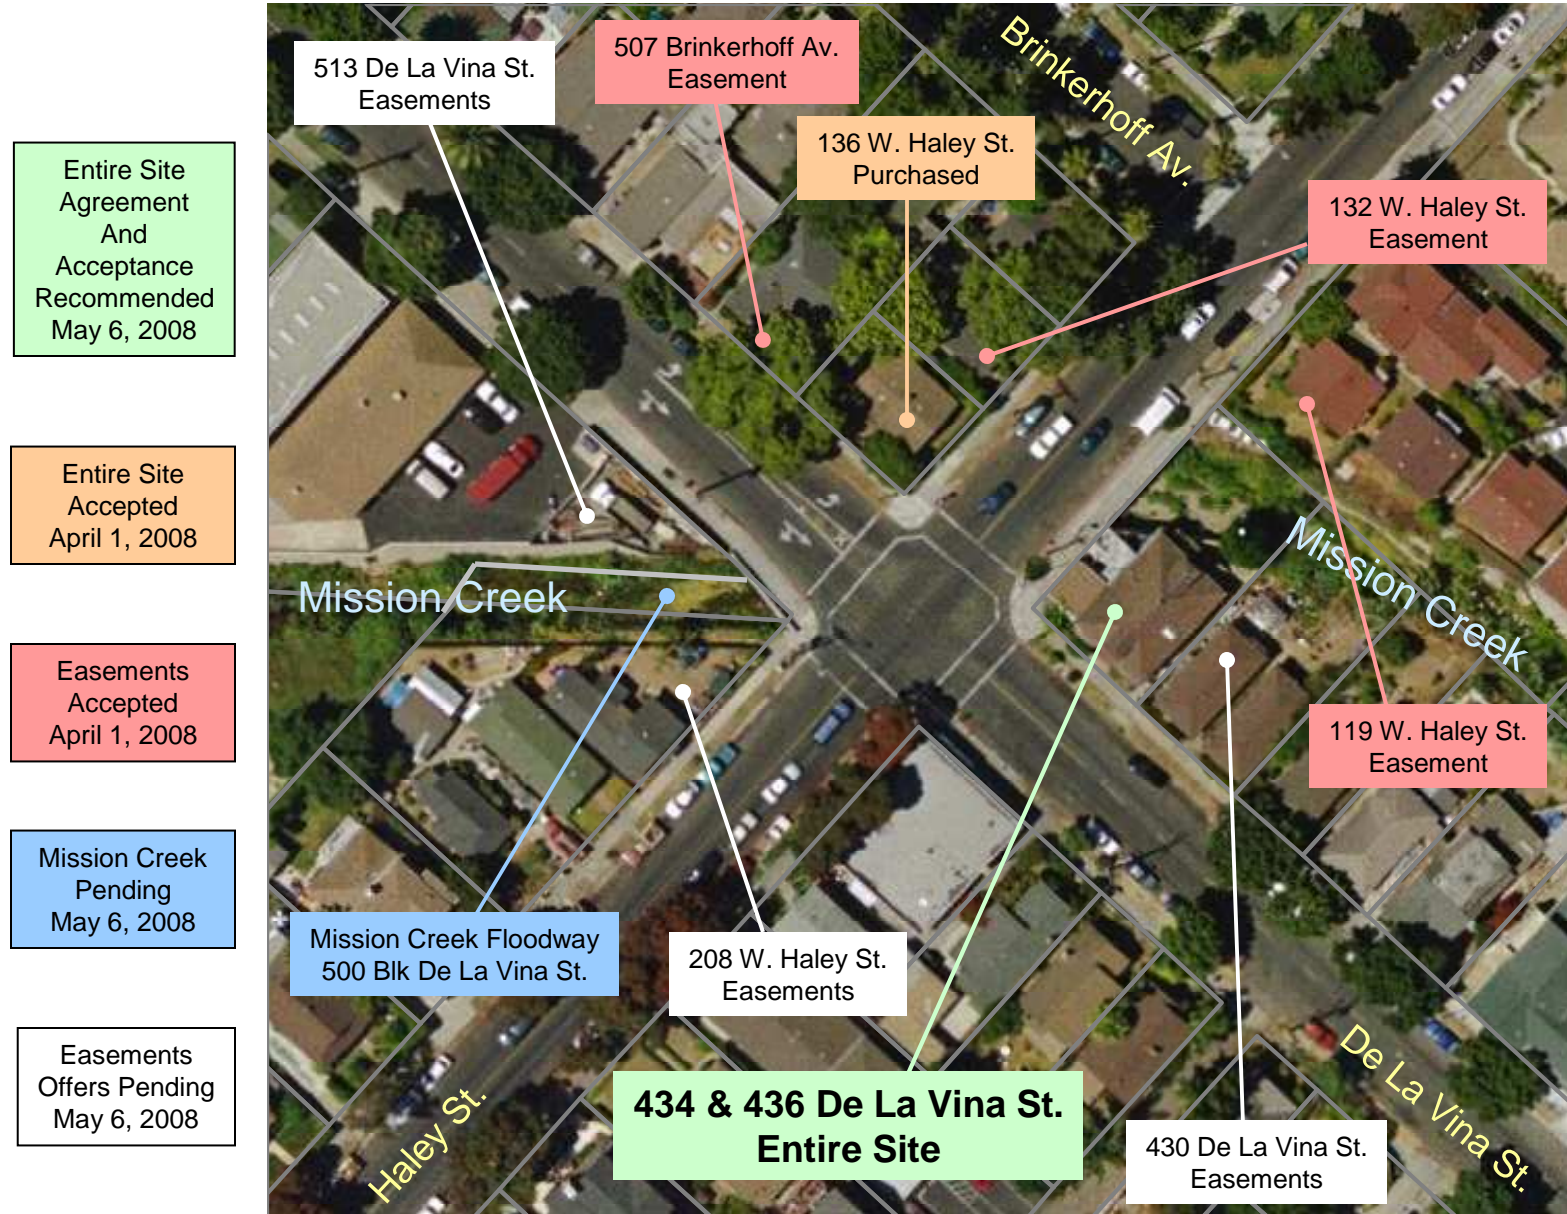 513 De La Vina St.
Easements
507 Brinkerhoff Av.
Easement
Brinkerhoff Av.
136 W. Haley St.
Purchased
132 W. Haley St.
Easement
Entire Site
Agreement
And
Acceptance
Recommended
May 6, 2008
Entire Site
Accepted
April 1, 2008
Easements
Accepted
April 1, 2008
Mission Creek
Pending
May 6, 2008
Easements
Offers Pending
May 6, 2008
Mission Creek
Mission Creek
119 W. Haley St.
Easement
Mission Creek Floodway
500 Blk De La Vina St.
208 W. Haley St.
Easements
434 & 436 De La Vina St.
Entire Site
430 De La Vina St.
Easements
Haley St.
De La Vina St.